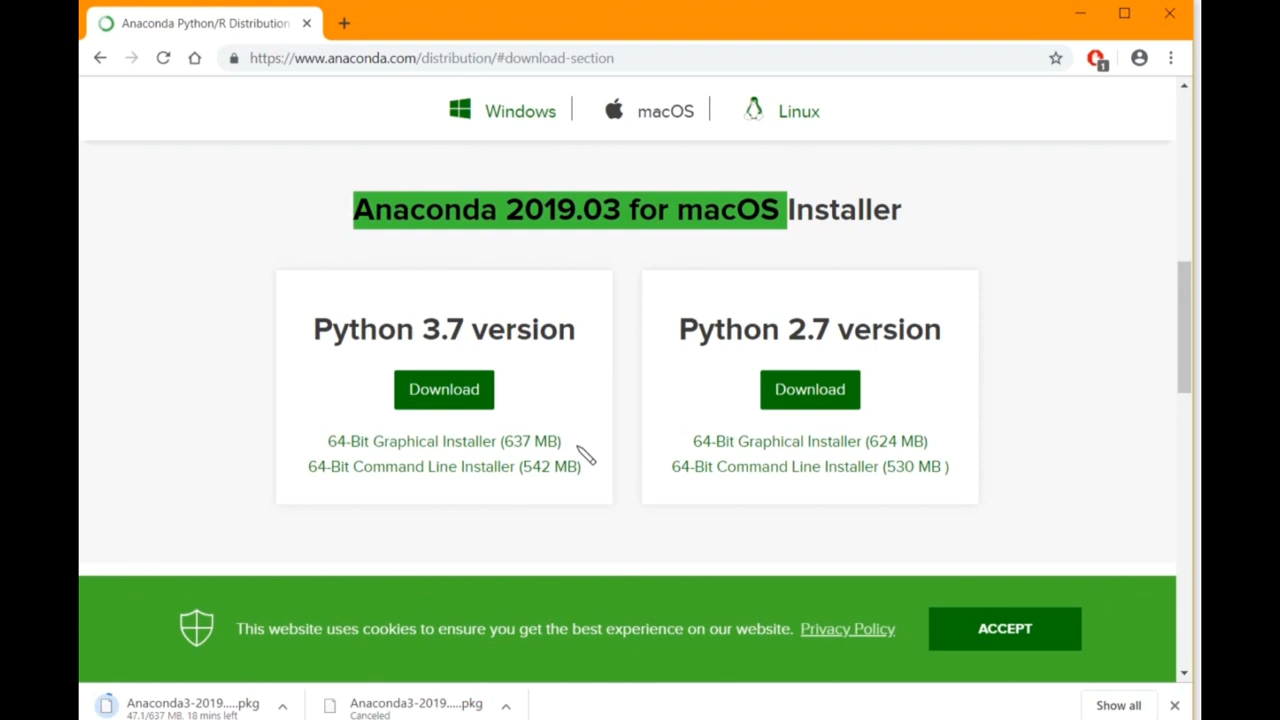 Anaconda Python/R Distribution
https://www.anaconda.com/distribution/#download-section
1
Windows
macOS
Linux
Anaconda 2019.03 for macOS Installer
Python 3.7 version
Download
64-Bit Graphical Installer (637 MB)
64-Bit Command Line Installer (542 MB)
Python 2.7 version
Download
64-Bit Graphical Installer (624 MB)
64-Bit Command Line Installer (530 MB )
This website uses cookies to ensure you get the best experience on our website. Privacy Policy
ACCEPT
Anaconda3-2019.....pkg
47.1/637 MB, 18 mins left
Anaconda3-2019.....pkg
Canceled
Show all